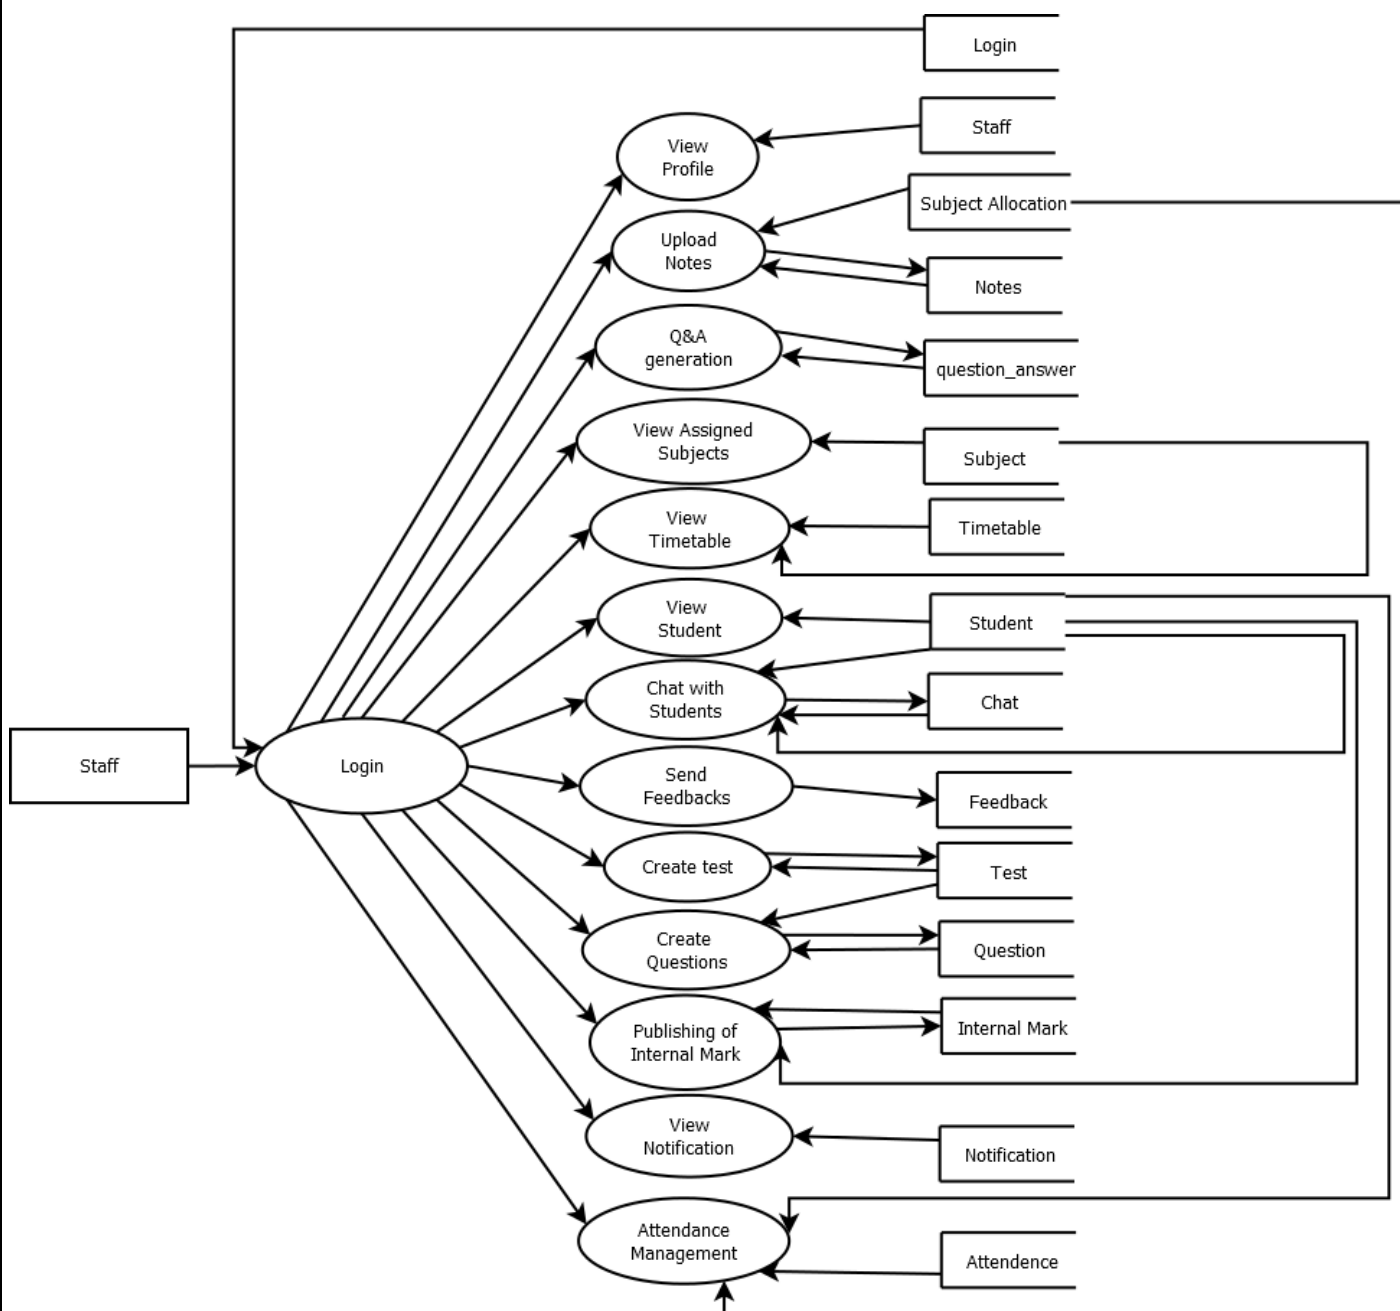 Login
Staff
View
Profile
Subject Allocation
Upload
Notes
Notes
Q&A
generation
question_answer
View Assigned
Subjects
Subject
View
Timetable
Timetable
View
Student
Student
Chat with
Students
Chat
Staff
Login
Send
Feedbacks
Feedback
Create test
Test
Create
Questions
Question
Publishing of
Internal Mark
Internal Mark
View
Notification
Notification
Attendance
Management
Attendence